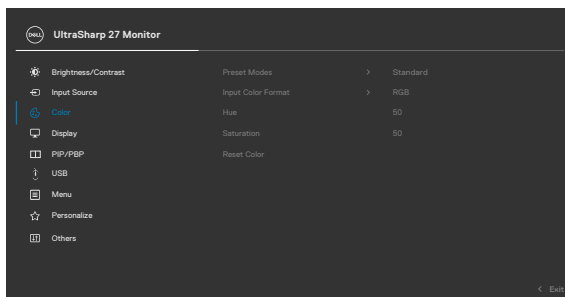 DELL UltraSharp 27 Monitor
Brightness/Contrast Preset Modes > Standard
Input Source Input Color Format > RGB
Color Hue 50
Display Saturation 50
PIP/PBP Reset Color
USB
Menu
Personalize
Others
< Exit